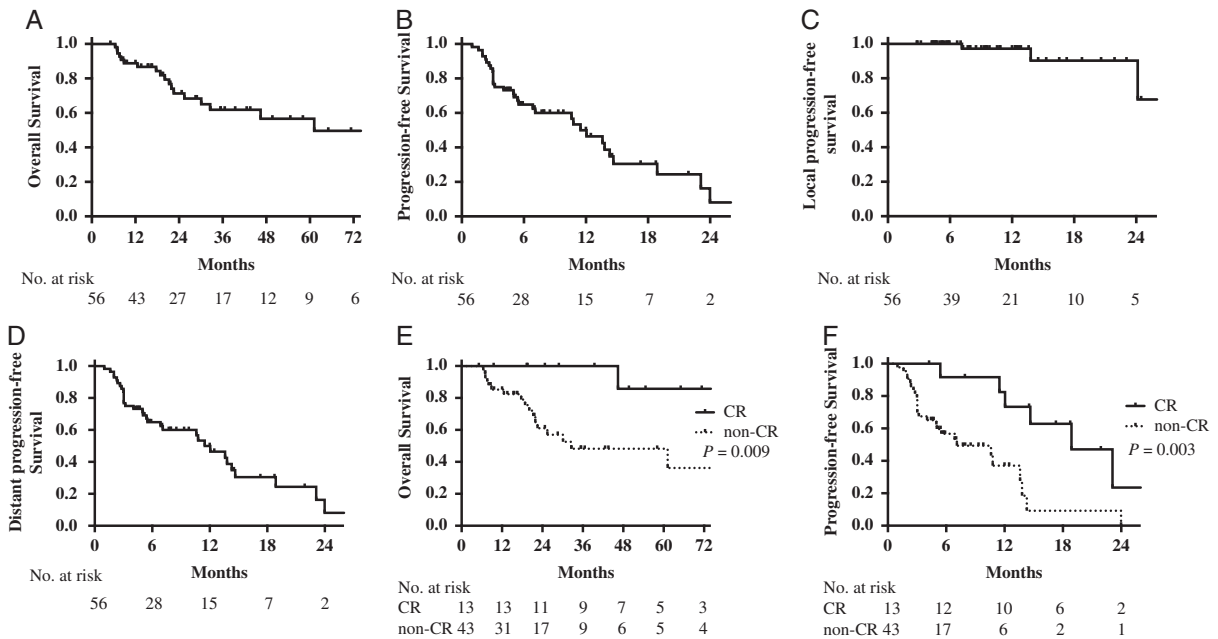 A
Overall Survival
1.0
0.8
0.6
0.4
0.2
0.0
0 12 24 36 48 60 72
Months
No. at risk
56 43 27 17 12 9 6
B
Progression-free Survival
1.0
0.8
0.6
0.4
0.2
0.0
0 6 12 18 24
Months
No. at risk
56 28 15 7 2
C
Local progression-free
survival
1.0
0.8
0.6
0.4
0.2
0.0
0 6 12 18 24
Months
No. at risk
56 39 21 10 5
D
Distant progression-free
Survival
1.0
0.8
0.6
0.4
0.2
0.0
0 6 12 18 24
Months
No. at risk
56 28 15 7 2
E
Overall Survival
1.0
0.8
0.6
0.4
0.2
0.0
CR
non-CR
P = 0.009
0 12 24 36 48 60 72
Months
No. at risk
CR 13 13 11 9 7 5 3
non-CR 43 31 17 9 6 5 4
F
Progression-free Survival
1.0
0.8
0.6
0.4
0.2
0.0
CR
non-CR
P = 0.003
0 6 12 18 24
Months
No. at risk
CR 13 12 10 6 2
non-CR 43 17 6 2 1